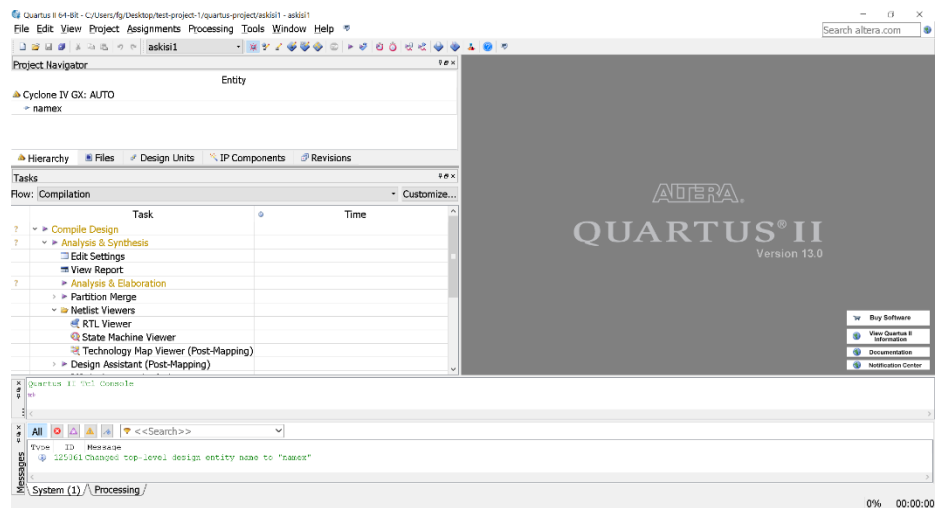 Quartus II 64-Bit - C:/Users/fg/Desktop/test-project-1/quartus-project/askisi1 - askisi1
File Edit View Project Assignments Processing Tools Window Help
Search altera.com
askisi1
Project Navigator
Entity
Cyclone IV GX: AUTO
namex
Hierarchy Files Design Units IP Components Revisions
Tasks
Flow: Compilation Customize...
Task Time
Compile Design
Analysis & Synthesis
Edit Settings
View Report
Analysis & Elaboration
Partition Merge
Netlist Viewers
RTL Viewer
State Machine Viewer
Technology Map Viewer (Post-Mapping)
Design Assistant (Post-Mapping)
ALTERA.
QUARTUS® II
Version 13.0
Buy Software
View Quartus II
Information
Documentation
Notification Center
Quartus II Tcl Console
All <<Search>>
Type ID Message
125061 Changed top-level design entity name to "namex"
Messages
System (1) Processing
0% 00:00:00